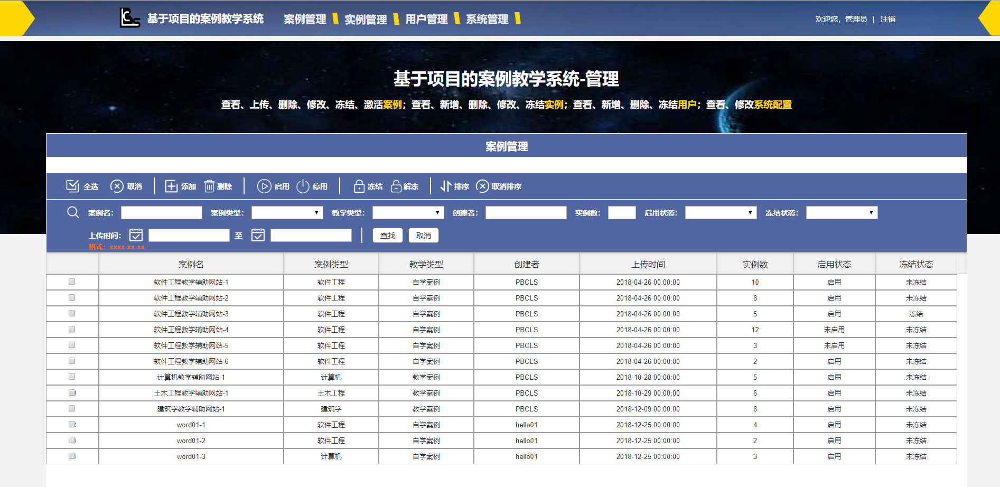 基于项目的案例教学系统 案例管理 实例管理 用户管理 系统管理 欢迎您，管理员 | 注销
基于项目的案例教学系统-管理
查看、上传、删除、修改、冻结、激活案例；查看、新增、删除、修改、冻结实例；查看、新增、删除、冻结用户；查看、修改系统配置
案例管理
全选 取消 添加 删除 启用 停用 冻结 解冻 排序 取消排序
案例名： 案例类型： 教学类型： 创建者： 实例数： 启用状态： 冻结状态：
上传时间： 至 查找 取消
格式：xxxx-xx-xx
案例名 案例类型 教学类型 创建者 上传时间 实例数 启用状态 冻结状态
软件工程教学辅助网站-1 软件工程 自学案例 PBCLS 2018-04-26 00:00:00 10 启用 未冻结
软件工程教学辅助网站-2 软件工程 自学案例 PBCLS 2018-04-26 00:00:00 8 启用 未冻结
软件工程教学辅助网站-3 软件工程 自学案例 PBCLS 2018-04-26 00:00:00 5 启用 冻结
软件工程教学辅助网站-4 软件工程 自学案例 PBCLS 2018-04-26 00:00:00 12 未启用 未冻结
软件工程教学辅助网站-5 软件工程 自学案例 PBCLS 2018-04-26 00:00:00 3 未启用 未冻结
软件工程教学辅助网站-6 软件工程 自学案例 PBCLS 2018-04-26 00:00:00 2 启用 未冻结
计算机教学辅助网站-1 计算机 教学案例 PBCLS 2018-10-28 00:00:00 5 启用 未冻结
土木工程教学辅助网站-1 土木工程 教学案例 PBCLS 2018-10-29 00:00:00 6 启用 未冻结
建筑学教学辅助网站-1 建筑学 教学案例 PBCLS 2018-12-09 00:00:00 8 启用 未冻结
word01-1 软件工程 自学案例 hello01 2018-12-25 00:00:00 4 启用 未冻结
word01-2 软件工程 自学案例 hello01 2018-12-25 00:00:00 2 启用 未冻结
word01-3 计算机 自学案例 hello01 2018-12-25 00:00:00 3 启用 未冻结